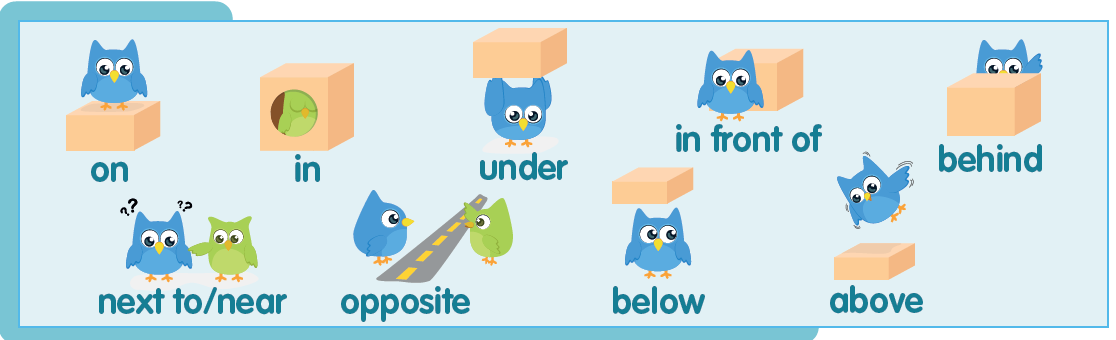 on
in
under
in front of
behind
??
??
next to/near
opposite
below
above